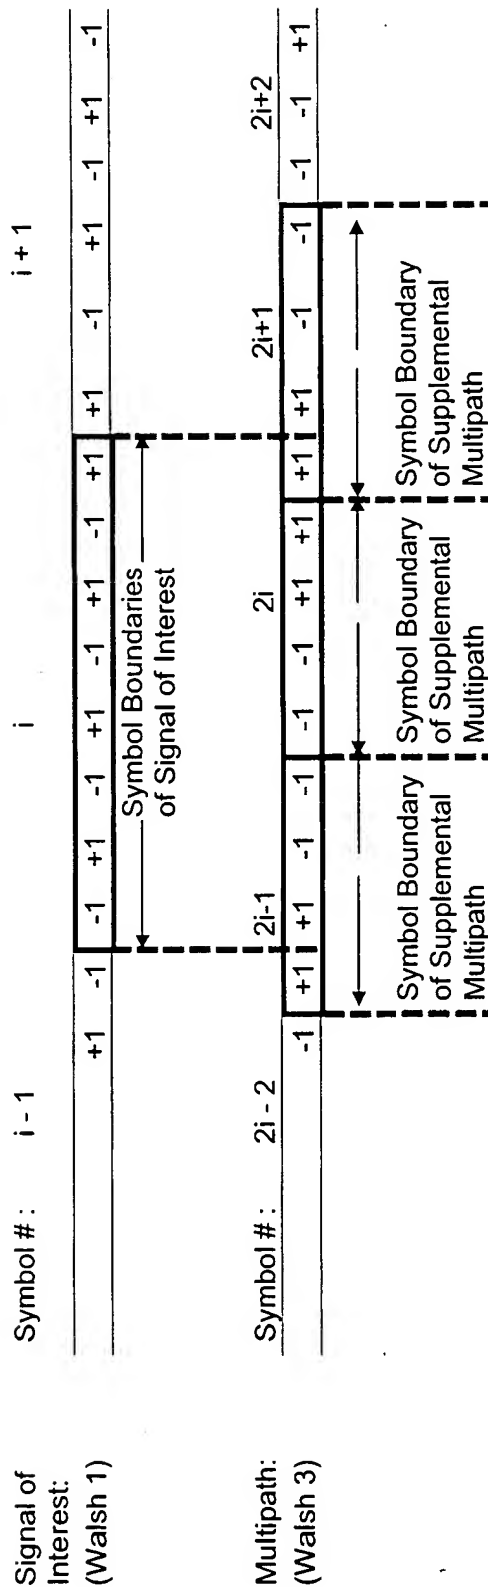 Symbol # : i - 1 i i + 1
Signal of
Interest:
(Walsh 1)
+1 -1 -1 +1 -1 +1 -1 +1 -1 +1 +1 -1 +1 -1 +1 -1
Symbol Boundaries
of Signal of Interest
Symbol # : 2i - 2 2i-1 2i 2i+1 2i+2
Multipath:
(Walsh 3)
-1 +1 +1 -1 -1 -1 -1 +1 +1 +1 +1 -1 -1 -1 -1 +1
Symbol Boundary
of Supplemental
Multipath
Symbol Boundary
of Supplemental
Multipath
Symbol Boundary
of Supplemental
Multipath